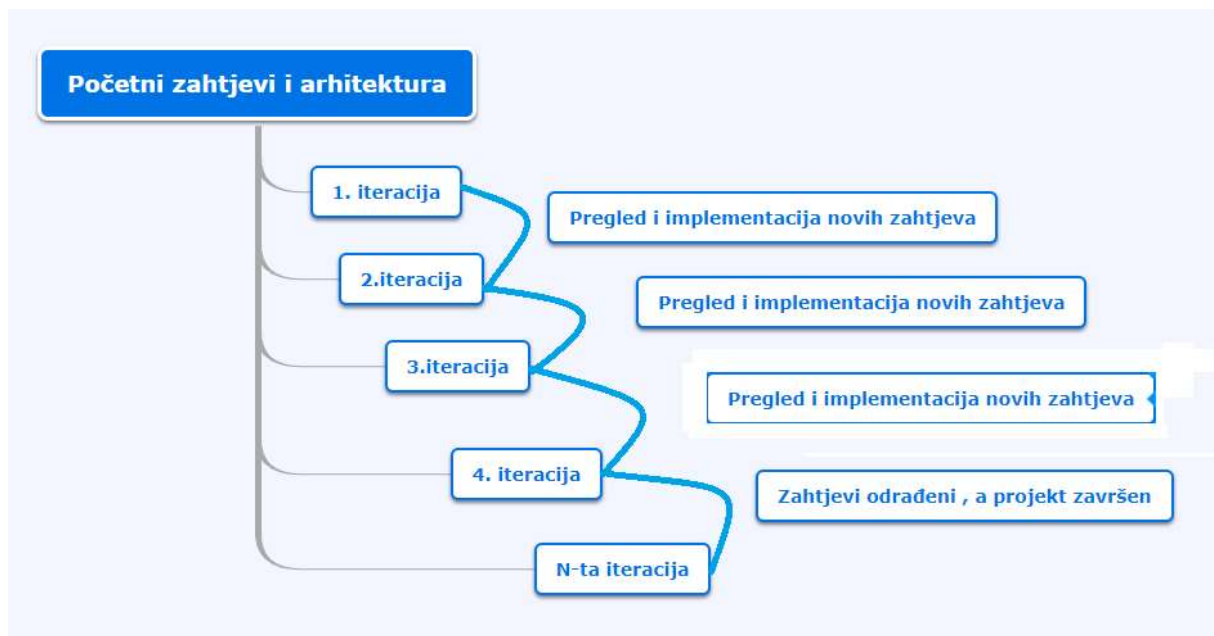 Početni zahtjevi i arhitektura
1. iteracija
Pregled i implementacija novih zahtjeva
2.iteracija
Pregled i implementacija novih zahtjeva
3.iteracija
Pregled i implementacija novih zahtjeva
4. iteracija
Zahtjevi odrađeni , a projekt završen
N-ta iteracija